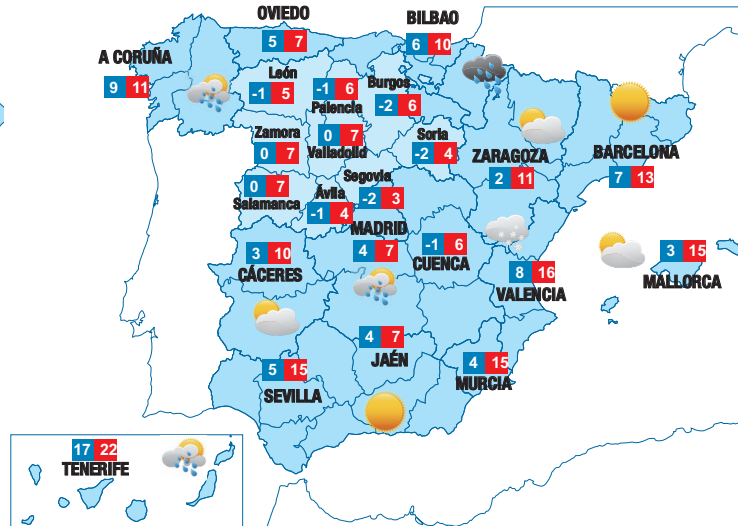 OVIEDO
5 7
BILBAO
6 10
A CORUÑA
9 11
León
-1 5
-1 6
Palencia
Burgos
-2 6
Zamora
0 7
0 7
Valladolid
Soria
-2 4
ZARAGOZA
2 11
BARCELONA
7 13
0 7
Salamanca
Ávila
-1 4
Segovia
-2 3
MADRID
4 7
-1 6
CUENCA
3 10
CÁCERES
8 16
VALENCIA
3 15
MALLORCA
4 7
JAÉN
4 15
MURCIA
5 15
SEVILLA
17 22
TENERIFE